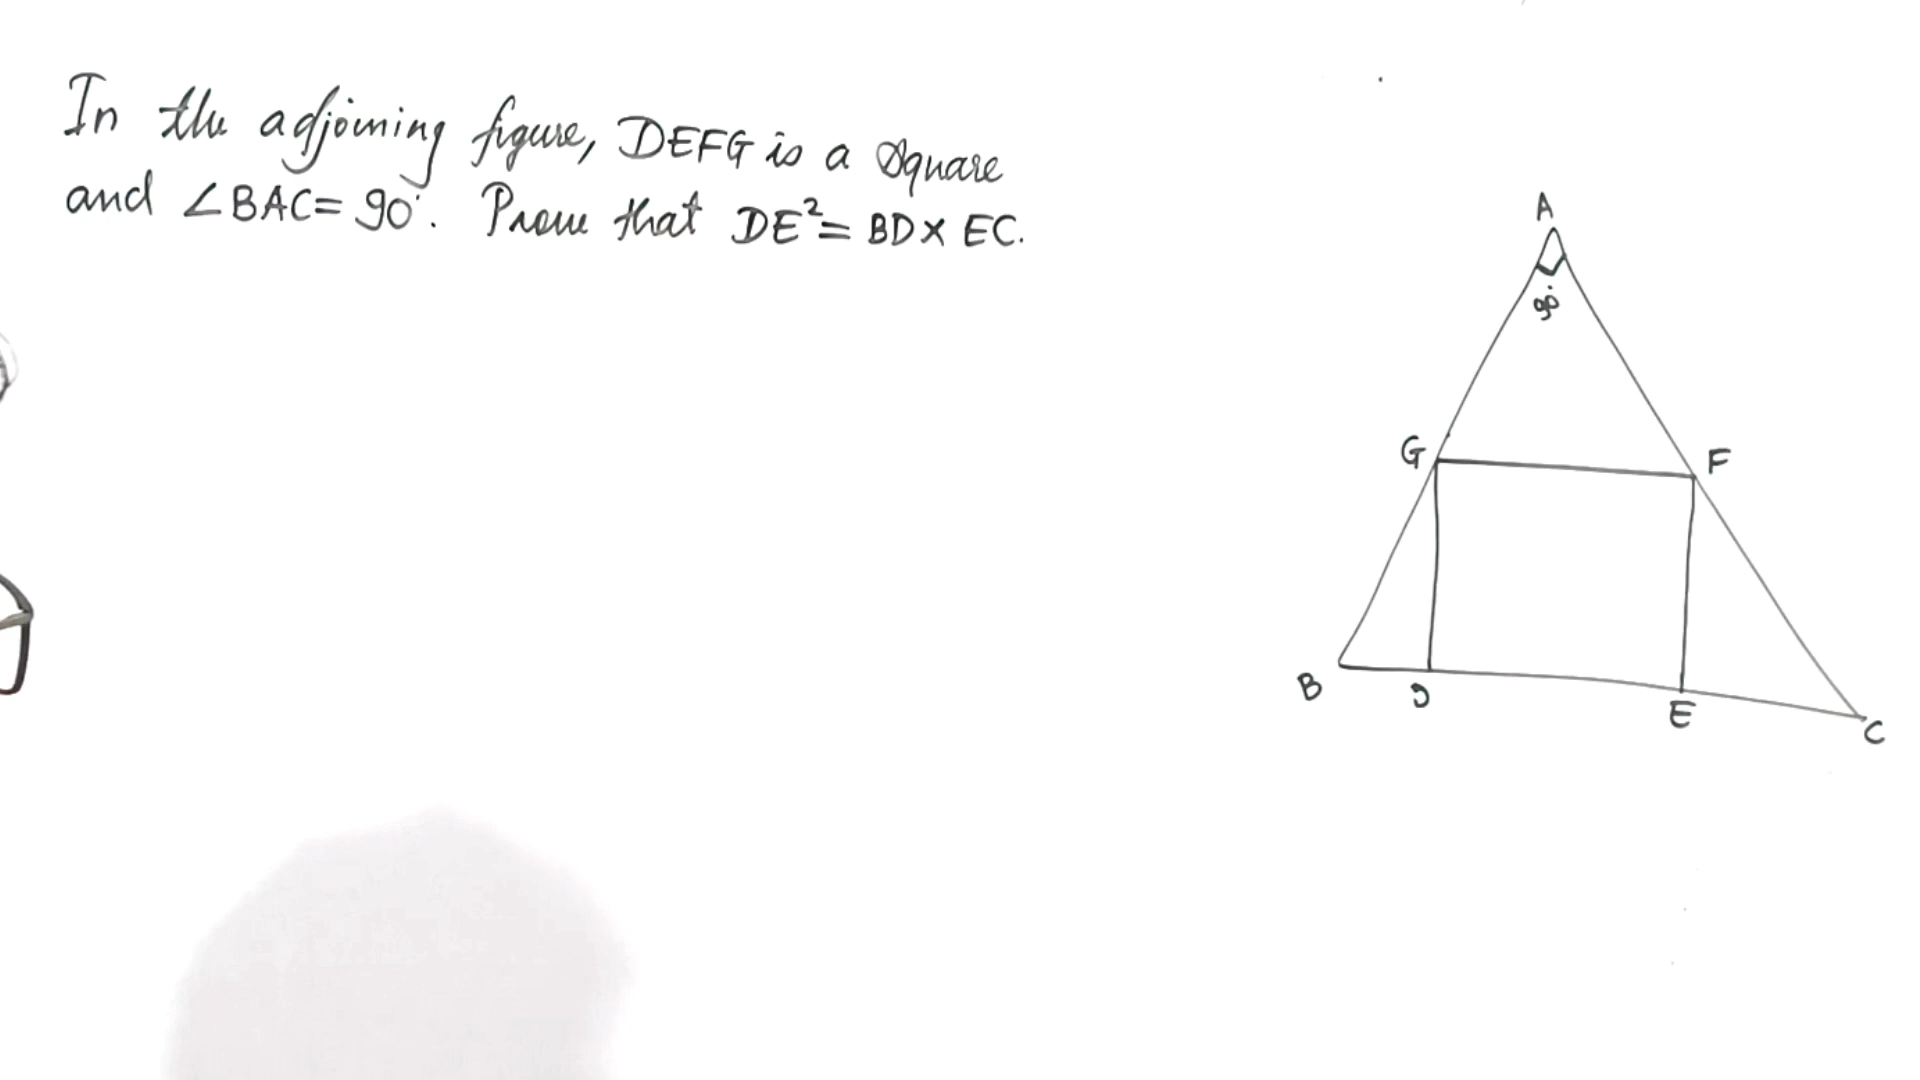 In the adjoining figure, DEFG is a square
and ∠BAC = 90°. Prove that DE² = BD × EC.
A
90°
G
F
B
D
E
C